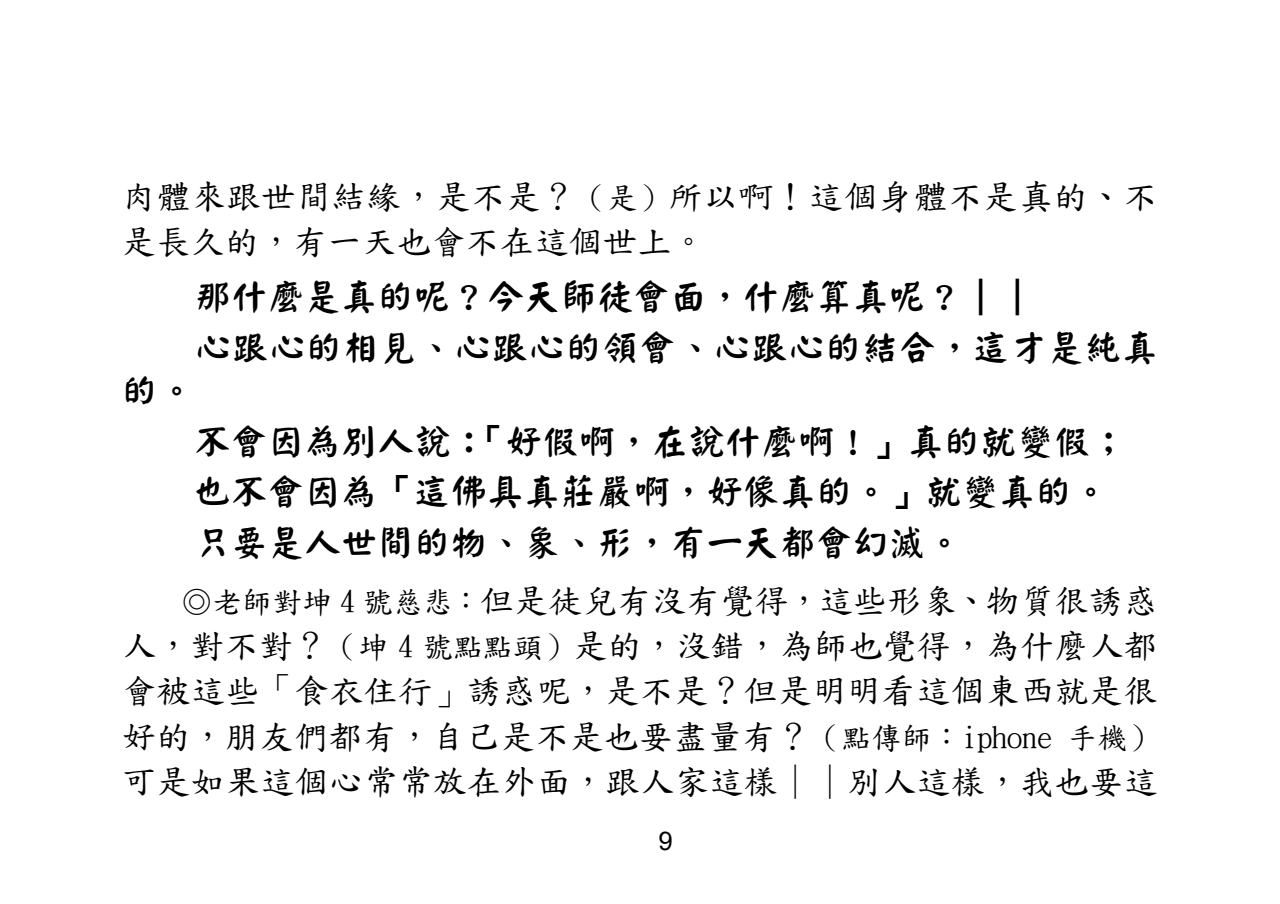 肉體來跟世間結緣，是不是？（是）所以啊！這個身體不是真的、不
是長久的，有一天也會不在這個世上。
那什麼是真的呢？今天師徒會面，什麼算真呢？││
心跟心的相見、心跟心的領會、心跟心的結合，這才是純真
的。
不會因為別人說：「好假啊，在說什麼啊！」真的就變假；
也不會因為「這佛具真莊嚴啊，好像真的。」就變真的。
只要是人世間的物、象、形，有一天都會幻滅。
◎老師對坤 4 號慈悲：但是徒兒有沒有覺得，這些形象、物質很誘惑
人，對不對？（坤 4 號點點頭）是的，沒錯，為師也覺得，為什麼人都
會被這些「食衣住行」誘惑呢，是不是？但是明明看這個東西就是很
好的，朋友們都有，自己是不是也要盡量有？（點傳師：iphone 手機）
可是如果這個心常常放在外面，跟人家這樣││別人這樣，我也要這
9